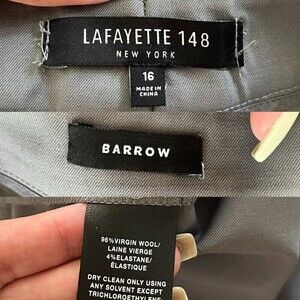 LAFAYETTE 148
NEW YORK
16
MADE IN
CHINA
BARROW
96%VIRGIN WOOL/
LAINE VIERGE
4%ELASTANE/
ÉLASTIQUE
DRY CLEAN ONLY USING
ANY SOLVENT EXCEPT
TRICHLOROETHYLENE/